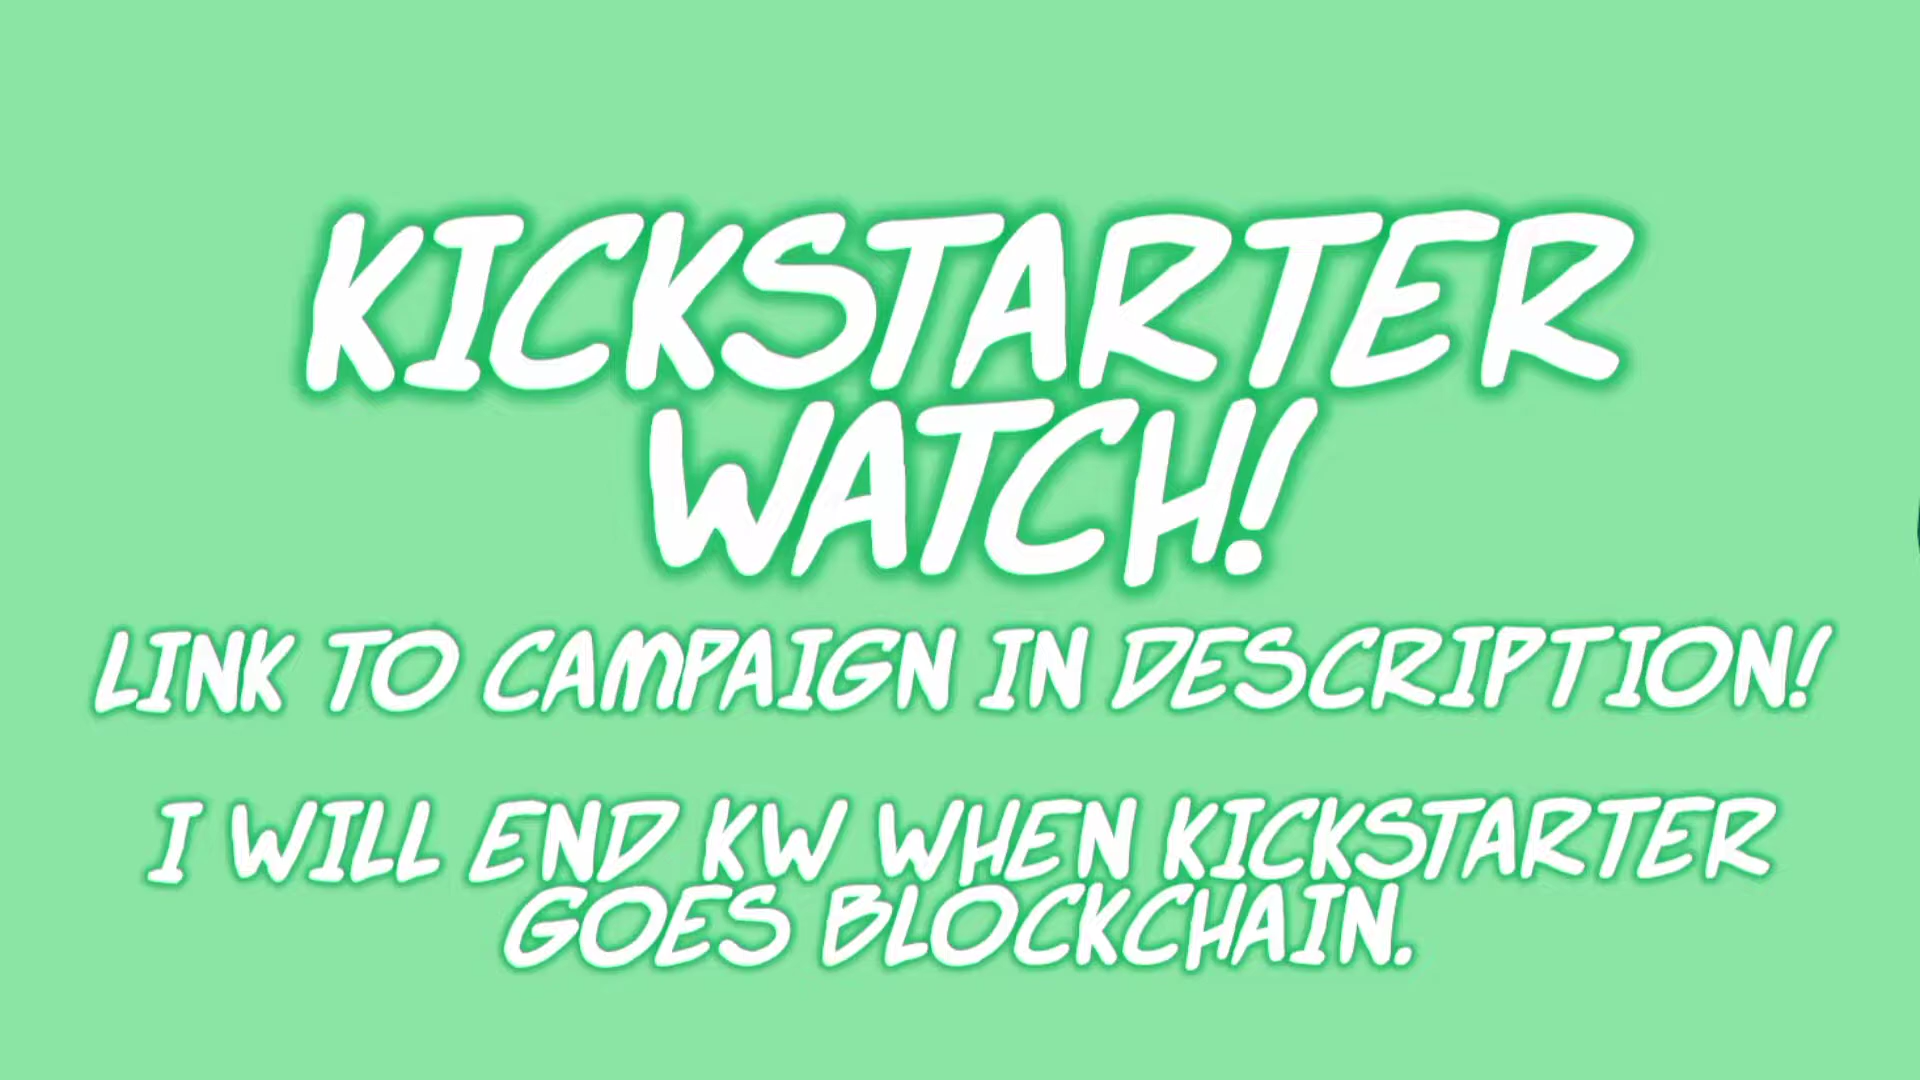 KICKSTARTER
WATCH!
LINK TO CAMPAIGN IN DESCRIPTION!
I WILL END KW WHEN KICKSTARTER
GOES BLOCKCHAIN.